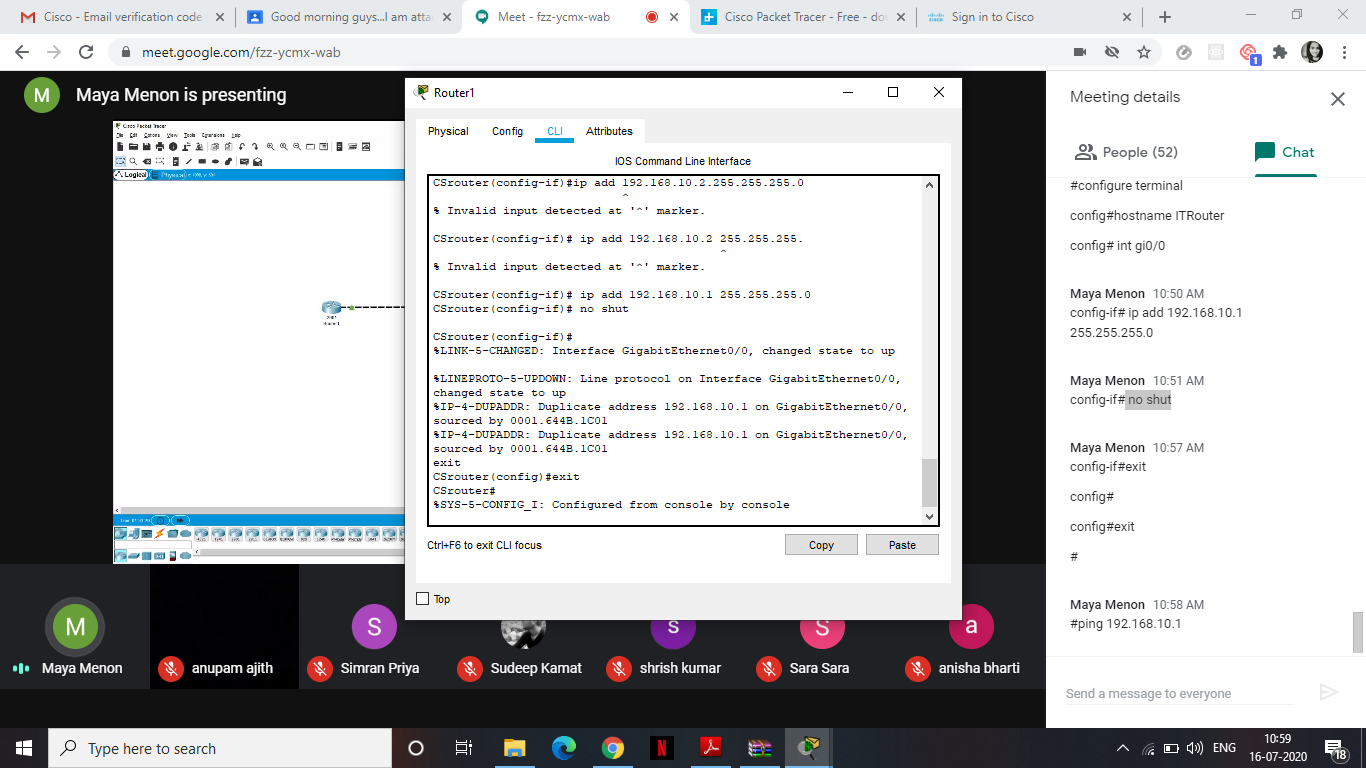 Cisco - Email verification code
Good morning guys...I am atta
Meet - fzz-ycmx-wab
Cisco Packet Tracer - Free - do
Sign in to Cisco
meet.google.com/fzz-ycmx-wab
1
M
Maya Menon is presenting
Cisco Packet Tracer
File Edit Options View Tools Extensions Help
Logical
Physical
Router1
Router1
Physical
Config
CLI
Attributes
IOS Command Line Interface
CSrouter(config-if)#ip add 192.168.10.2.255.255.255.0
^
% Invalid input detected at '^' marker.
CSrouter(config-if)# ip add 192.168.10.2 255.255.255.
^
% Invalid input detected at '^' marker.
CSrouter(config-if)# ip add 192.168.10.1 255.255.255.0
CSrouter(config-if)# no shut
CSrouter(config-if)#
%LINK-5-CHANGED: Interface GigabitEthernet0/0, changed state to up
%LINEPROTO-5-UPDOWN: Line protocol on Interface GigabitEthernet0/0,
changed state to up
%IP-4-DUPADDR: Duplicate address 192.168.10.1 on GigabitEthernet0/0,
sourced by 0001.644B.1C01
%IP-4-DUPADDR: Duplicate address 192.168.10.1 on GigabitEthernet0/0,
sourced by 0001.644B.1C01
exit
CSrouter(config)#exit
CSrouter#
%SYS-5-CONFIG_I: Configured from console by console
Ctrl+F6 to exit CLI focus
Copy
Paste
Top
Meeting details
People (52)
Chat
#configure terminal
config#hostname ITRouter
config# int gi0/0
Maya Menon 10:50 AM
config-if# ip add 192.168.10.1
255.255.255.0
Maya Menon 10:51 AM
config-if# no shut
Maya Menon 10:57 AM
config-if#exit
config#
config#exit
#
Maya Menon 10:58 AM
#ping 192.168.10.1
Send a message to everyone
M
Maya Menon
anupam ajith
S
Simran Priya
Sudeep Kamat
s
shrish kumar
S
Sara Sara
a
anisha bharti
Type here to search
N
ENG
10:59
16-07-2020
18